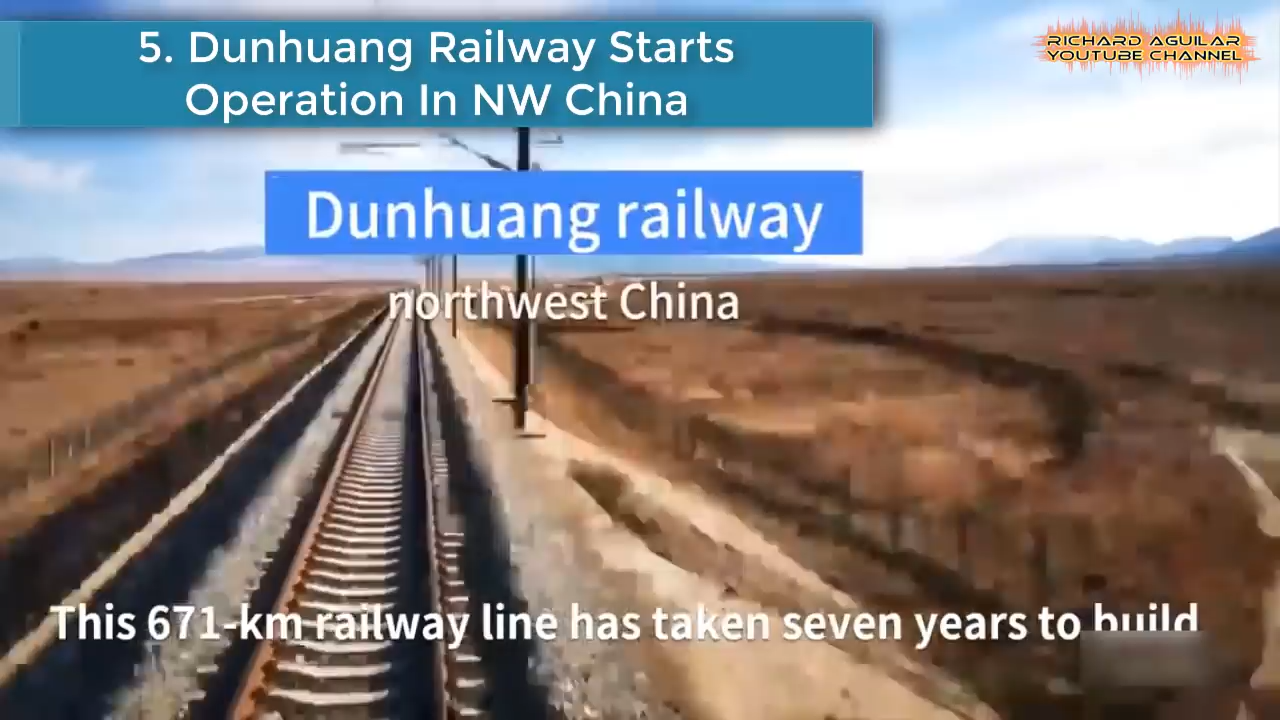 5. Dunhuang Railway Starts
Operation In NW China
RICHARD AGUILAR
YOUTUBE CHANNEL
Dunhuang railway
northwest China
This 671-km railway line has taken seven years to build